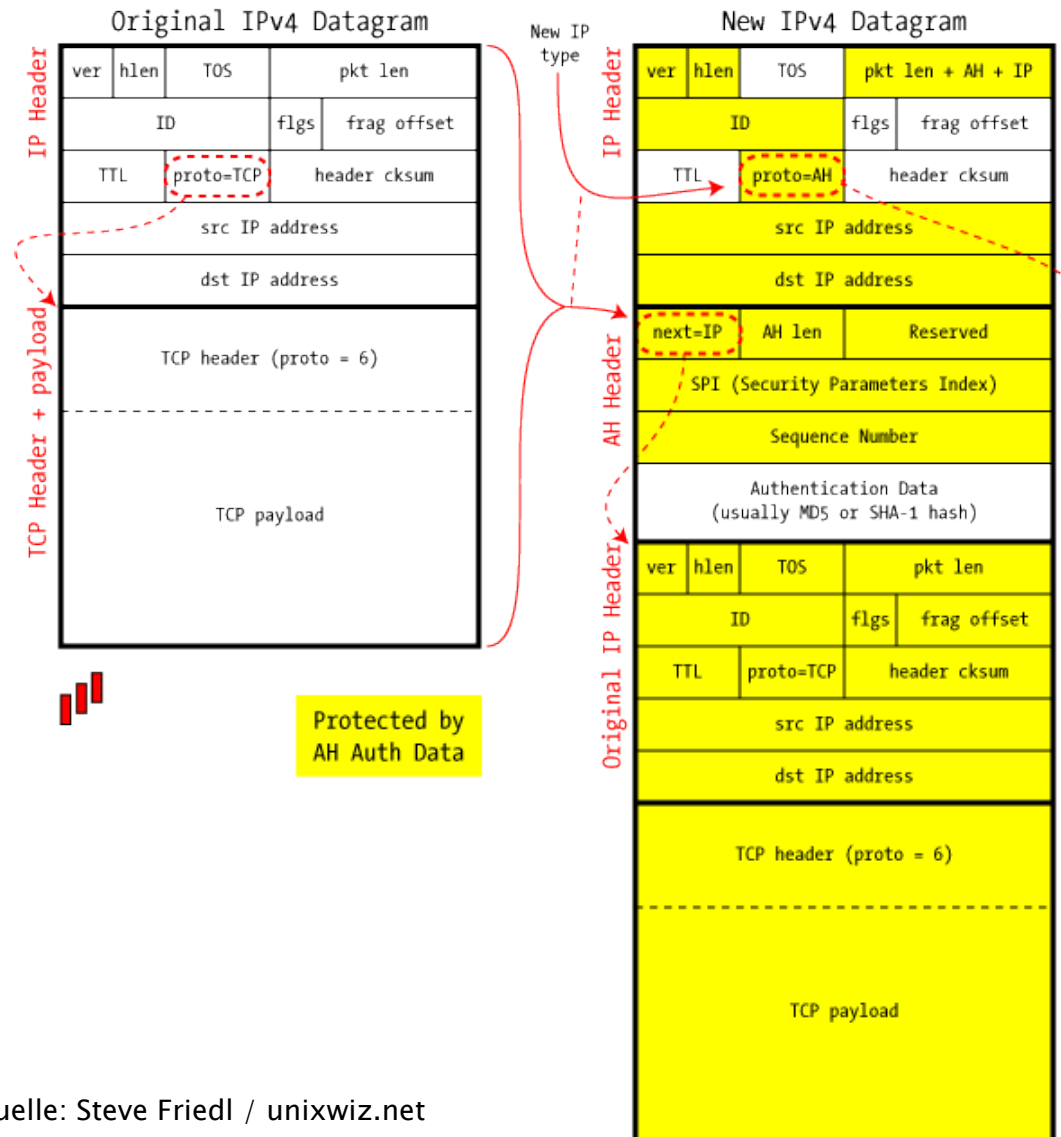 Original IPv4 Datagram
IP Header
ver hlen TOS pkt len
ID flgs frag offset
TTL proto=TCP header cksum
src IP address
dst IP address
TCP Header + payload
TCP header (proto = 6)
TCP payload
Protected by
AH Auth Data
New IP
type
New IPv4 Datagram
IP Header
ver hlen TOS pkt len + AH + IP
ID flgs frag offset
TTL proto=AH header cksum
src IP address
dst IP address
AH Header
next=IP AH len Reserved
SPI (Security Parameters Index)
Sequence Number
Authentication Data
(usually MD5 or SHA-1 hash)
Original IP Header
ver hlen TOS pkt len
ID flgs frag offset
TTL proto=TCP header cksum
src IP address
dst IP address
TCP header (proto = 6)
TCP payload
uelle: Steve Friedl / unixwiz.net